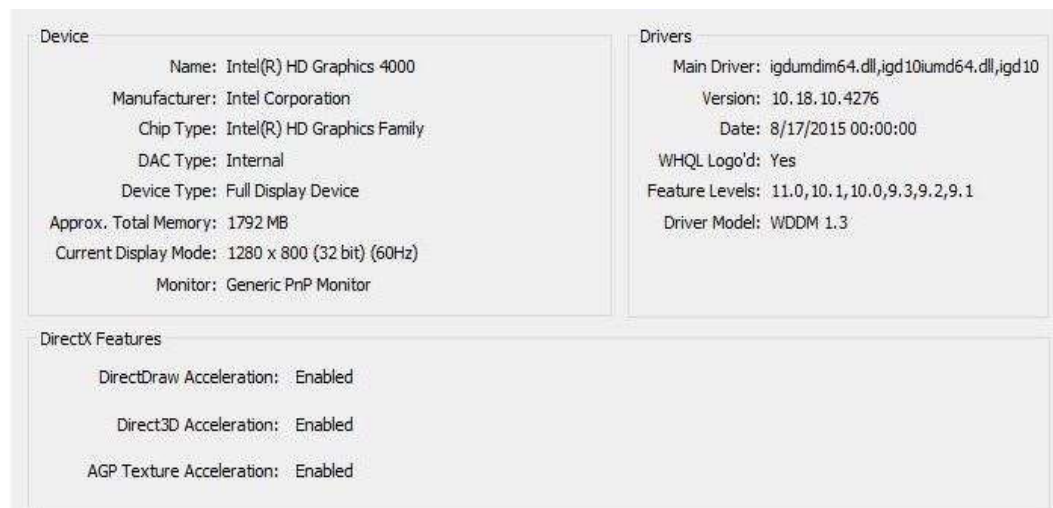 Device
Name: Intel(R) HD Graphics 4000
Manufacturer: Intel Corporation
Chip Type: Intel(R) HD Graphics Family
DAC Type: Internal
Device Type: Full Display Device
Approx. Total Memory: 1792 MB
Current Display Mode: 1280 x 800 (32 bit) (60Hz)
Monitor: Generic PnP Monitor
Drivers
Main Driver: igdumdim64.dll,igd10iumd64.dll,igd10
Version: 10.18.10.4276
Date: 8/17/2015 00:00:00
WHQL Logo'd: Yes
Feature Levels: 11.0,10.1,10.0,9.3,9.2,9.1
Driver Model: WDDM 1.3
DirectX Features
DirectDraw Acceleration: Enabled
Direct3D Acceleration: Enabled
AGP Texture Acceleration: Enabled